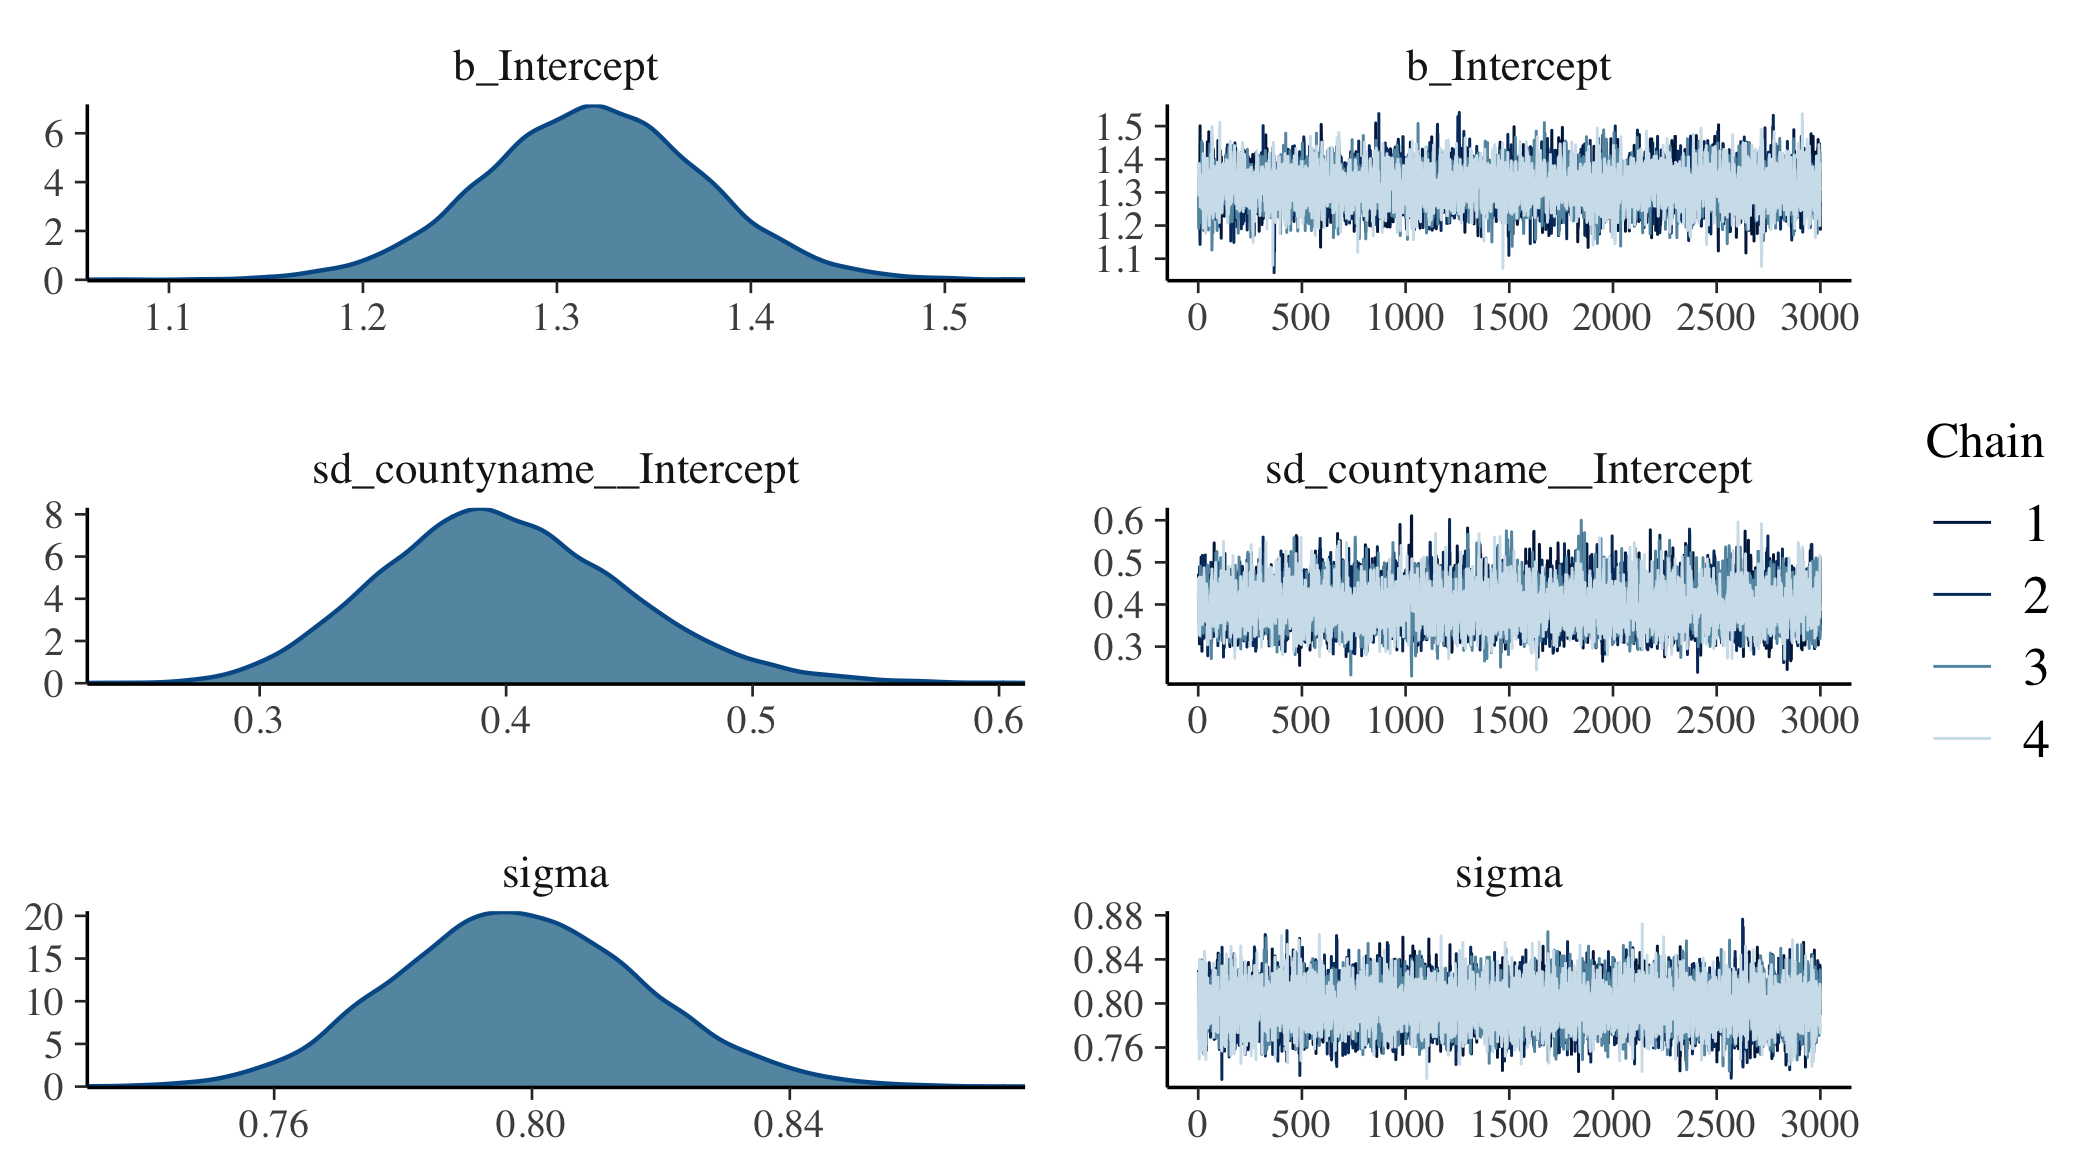 b_Intercept
6
4
2
0
1.1 1.2 1.3 1.4 1.5
b_Intercept
1.5
1.4
1.3
1.2
1.1
0 500 1000 1500 2000 2500 3000
sd_countyname__Intercept
8
6
4
2
0
0.3 0.4 0.5 0.6
sd_countyname__Intercept
0.6
0.5
0.4
0.3
0 500 1000 1500 2000 2500 3000
sigma
20
15
10
5
0
0.76 0.80 0.84
sigma
0.88
0.84
0.80
0.76
0 500 1000 1500 2000 2500 3000
Chain
1
2
3
4